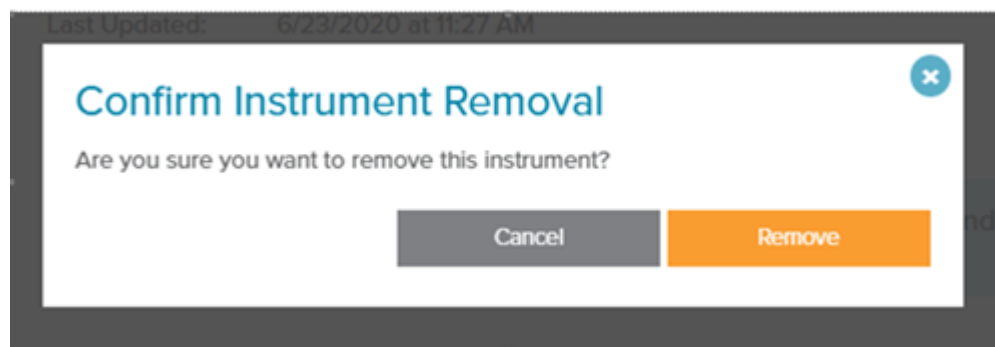 Last Updated: 6/23/2020 at 11:27 AM
Confirm Instrument Removal
Are you sure you want to remove this instrument?
Cancel Remove